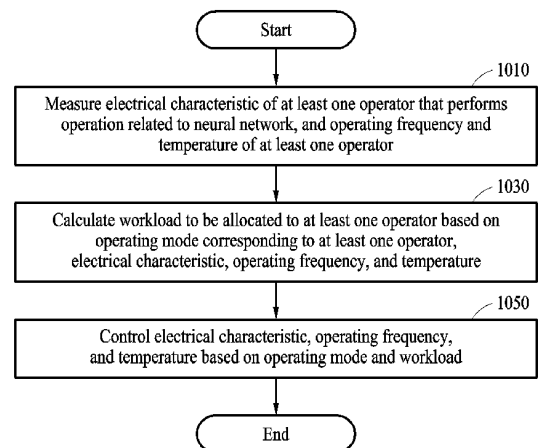 Start
1010
Measure electrical characteristic of at least one operator that performs
operation related to neural network, and operating frequency and
temperature of at least one operator
1030
Calculate workload to be allocated to at least one operator based on
operating mode corresponding to at least one operator,
electrical characteristic, operating frequency, and temperature
1050
Control electrical characteristic, operating frequency,
and temperature based on operating mode and workload
End